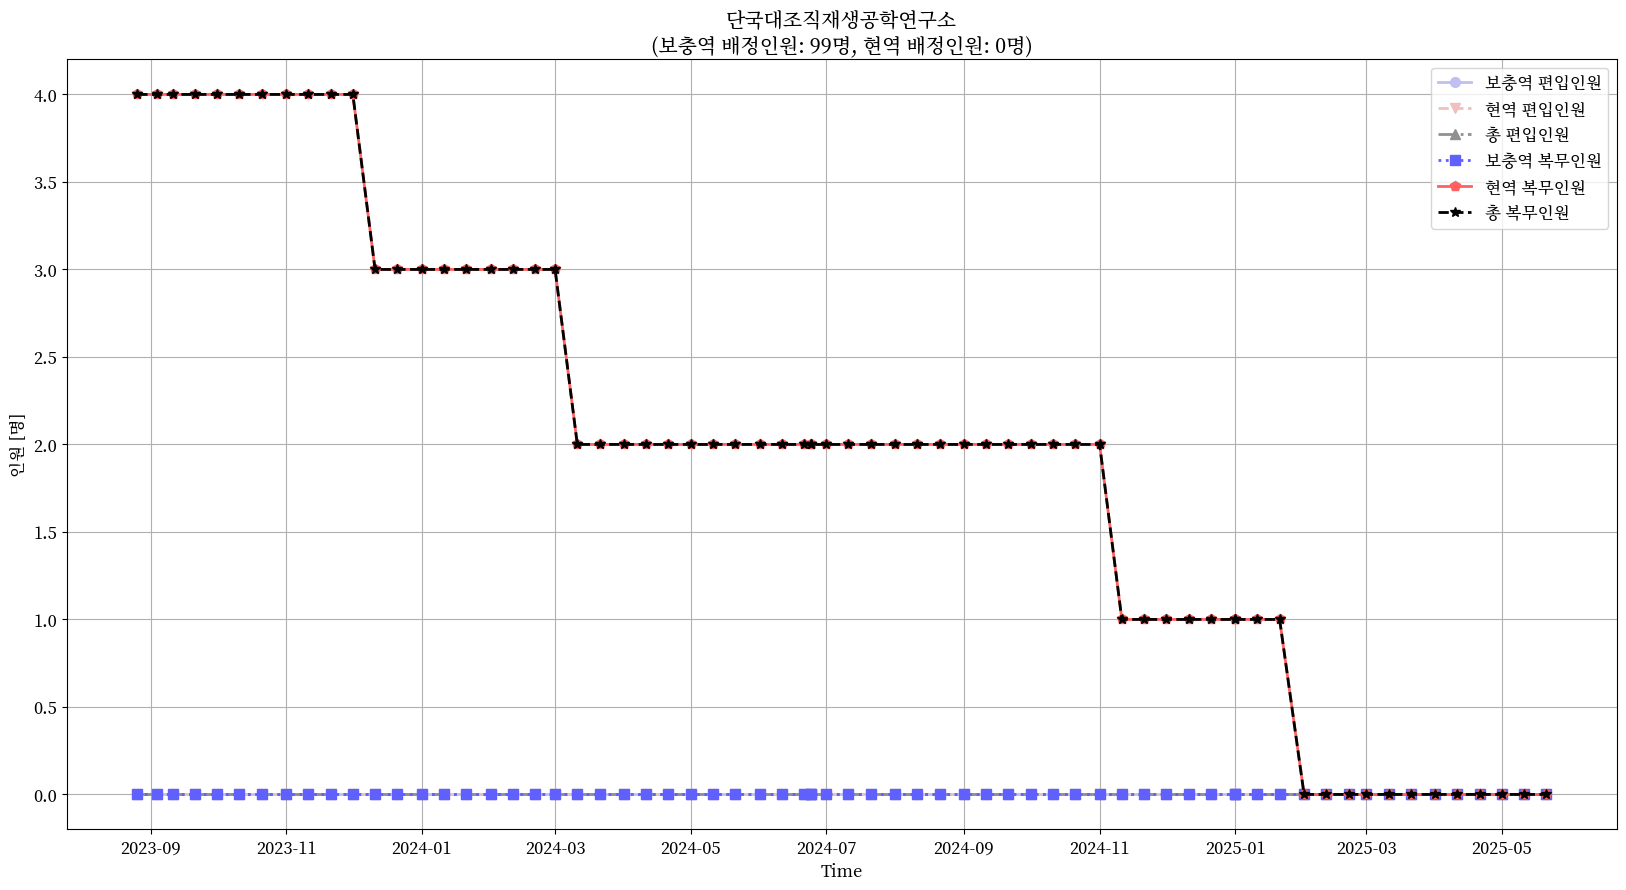 단국대조직재생공학연구소
(보충역 배정인원: 99명, 현역 배정인원: 0명)
보충역 편입인원
현역 편입인원
총 편입인원
보충역 복무인원
현역 복무인원
총 복무인원
4.0
3.5
3.0
2.5
2.0
1.5
1.0
0.5
0.0
인원 [명]
2023-09 2023-11 2024-01 2024-03 2024-05 2024-07 2024-09 2024-11 2025-01 2025-03 2025-05
Time